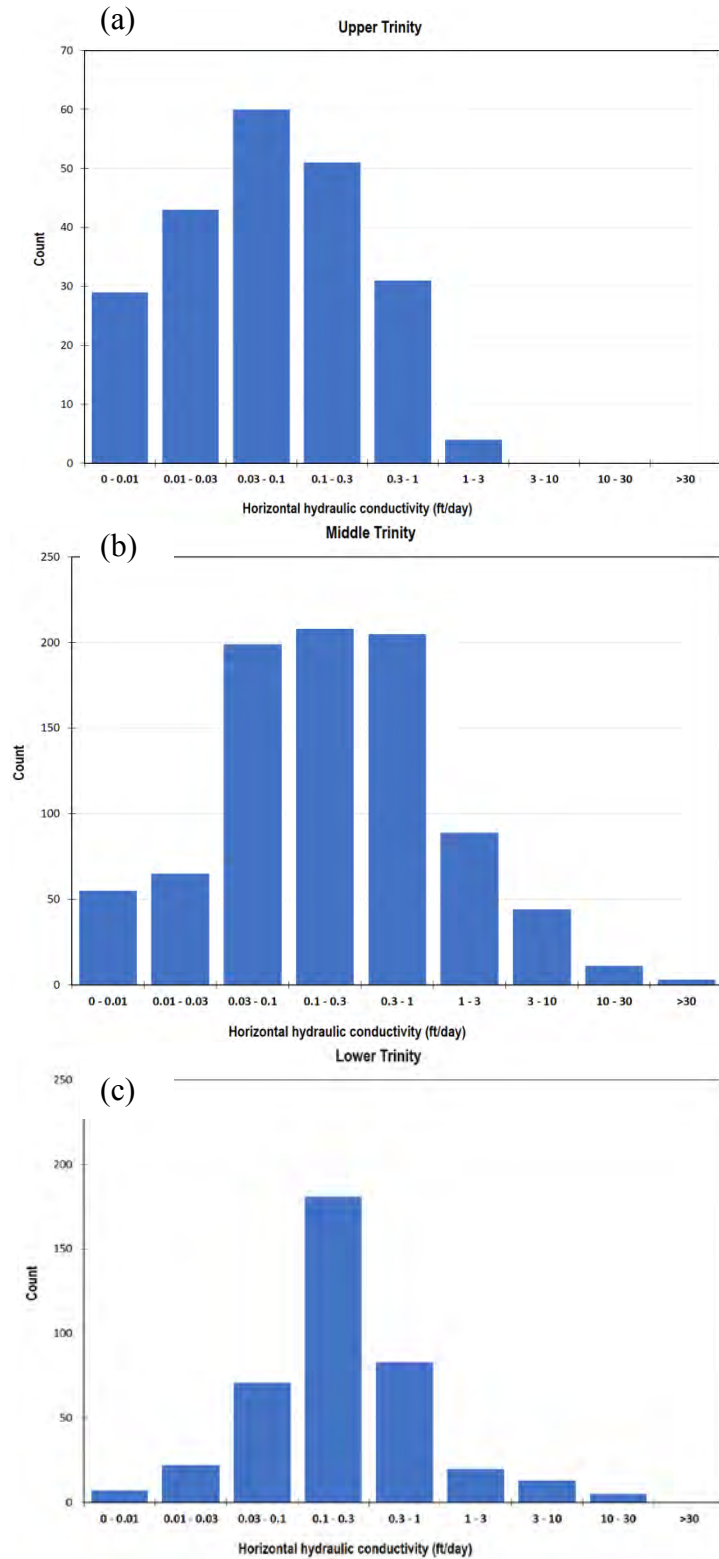 (a)
Upper Trinity
70
60
50
40
30
20
10
0
Count
0 - 0.01 0.01 - 0.03 0.03 - 0.1 0.1 - 0.3 0.3 - 1 1 - 3 3 - 10 10 - 30 >30
Horizontal hydraulic conductivity (ft/day)
(b)
Middle Trinity
250
200
150
100
50
0
Count
0 - 0.01 0.01 - 0.03 0.03 - 0.1 0.1 - 0.3 0.3 - 1 1 - 3 3 - 10 10 - 30 >30
Horizontal hydraulic conductivity (ft/day)
Lower Trinity
(c)
250
200
150
100
50
0
Count
0 - 0.01 0.01 - 0.03 0.03 - 0.1 0.1 - 0.3 0.3 - 1 1 - 3 3 - 10 10 - 30 >30
Horizontal hydraulic conductivity (ft/day)